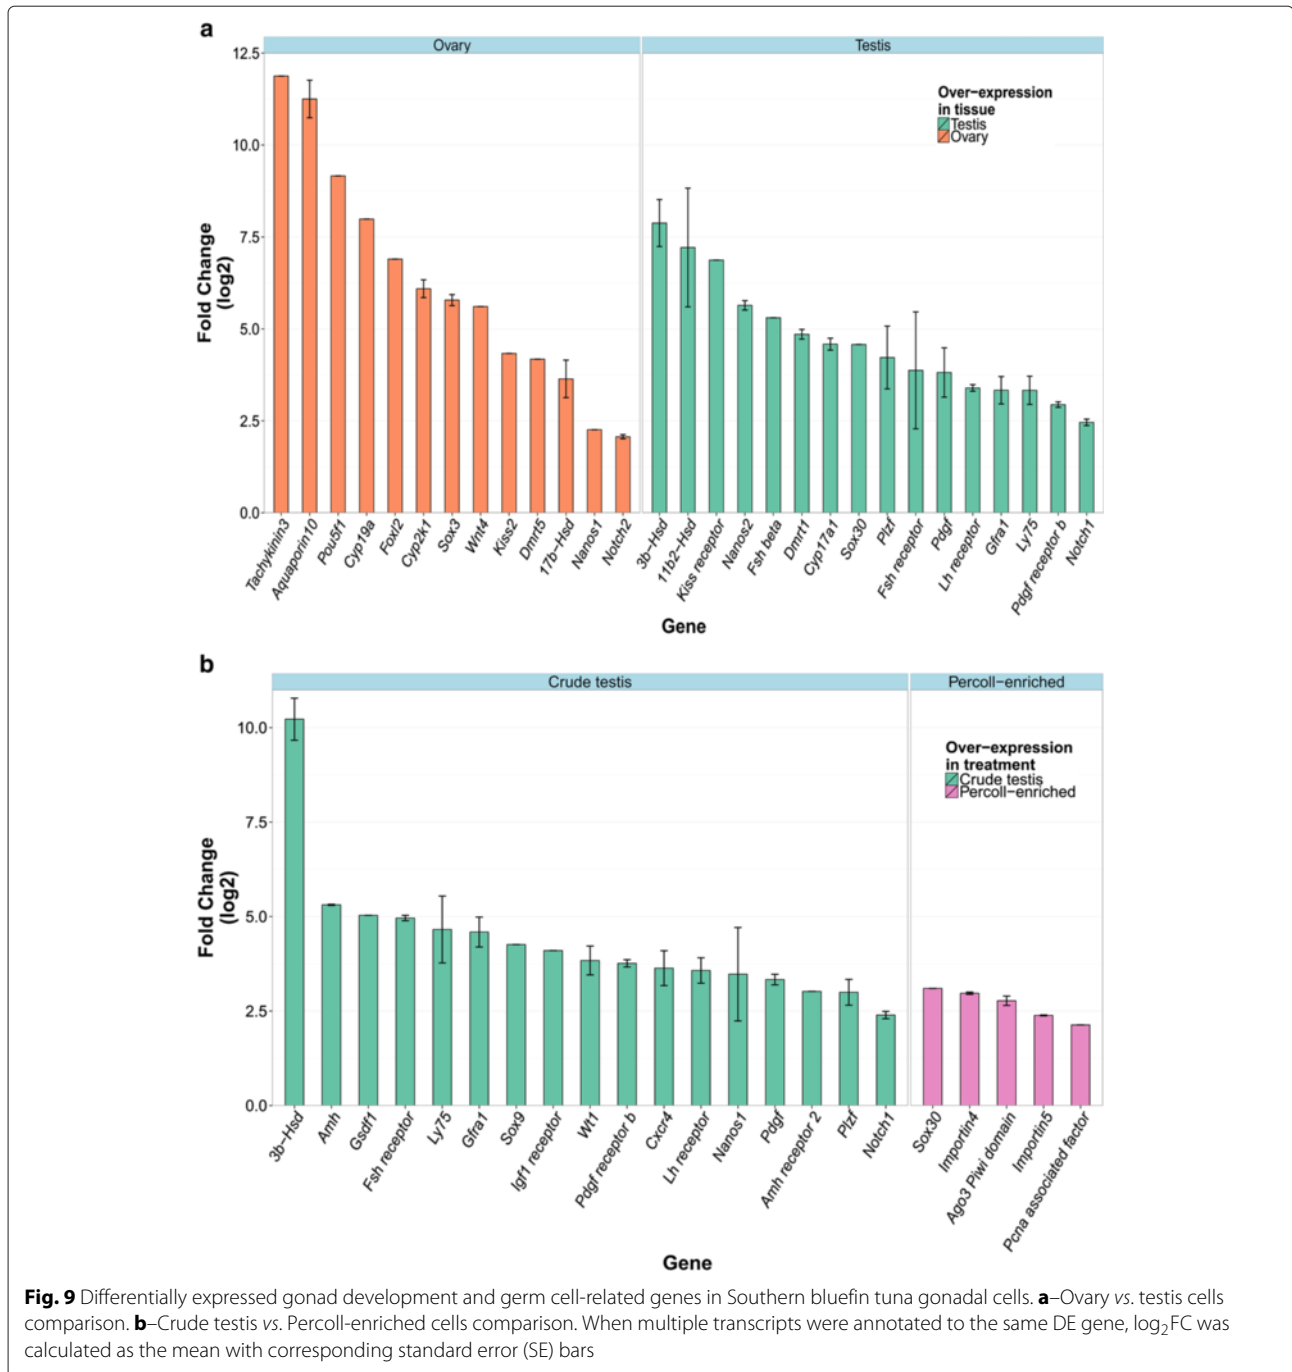 a
Ovary
Testis
12.5
10.0
7.5
5.0
2.5
0.0
Fold Change
(log2)
Over−expression
in tissue
Testis
Ovary
Tachykinin3
Aquaporin10
Pou5f1
Cyp19a
Foxl2
Cyp2k1
Sox3
Wnt4
Kiss2
Dmrt5
17b−Hsd
Nanos1
Notch2
3b−Hsd
11b2−Hsd
Kiss receptor
Nanos2
Fsh beta
Dmrt1
Cyp17a1
Sox30
Plzf
Fsh receptor
Pdgf
Lh receptor
Gfra1
Ly75
Pdgf receptor b
Notch1
Gene
b
Crude testis
Percoll−enriched
10.0
7.5
5.0
2.5
0.0
Fold Change
(log2)
Over−expression
in treatment
Crude testis
Percoll−enriched
3b−Hsd
Amh
Gsdf1
Fsh receptor
Ly75
Gfra1
Sox9
Igf1 receptor
Wt1
Pdgf receptor b
Cxcr4
Lh receptor
Nanos1
Pdgf
Amh receptor 2
Plzf
Notch1
Sox30
Importin4
Ago3 Piwi domain
Importin5
Pcna associated factor
Gene
Fig. 9 Differentially expressed gonad development and germ cell-related genes in Southern bluefin tuna gonadal cells. a–Ovary vs. testis cells
comparison. b–Crude testis vs. Percoll-enriched cells comparison. When multiple transcripts were annotated to the same DE gene, log₂FC was
calculated as the mean with corresponding standard error (SE) bars